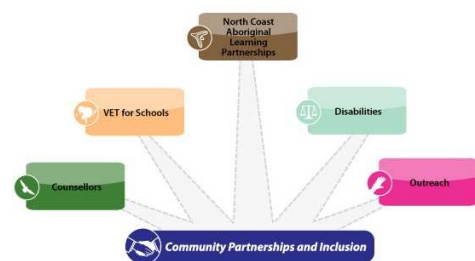 North Coast
Aboriginal
Learning
Partnerships
VET for Schools
Disabilities
Counsellors
Outreach
Community Partnerships and Inclusion